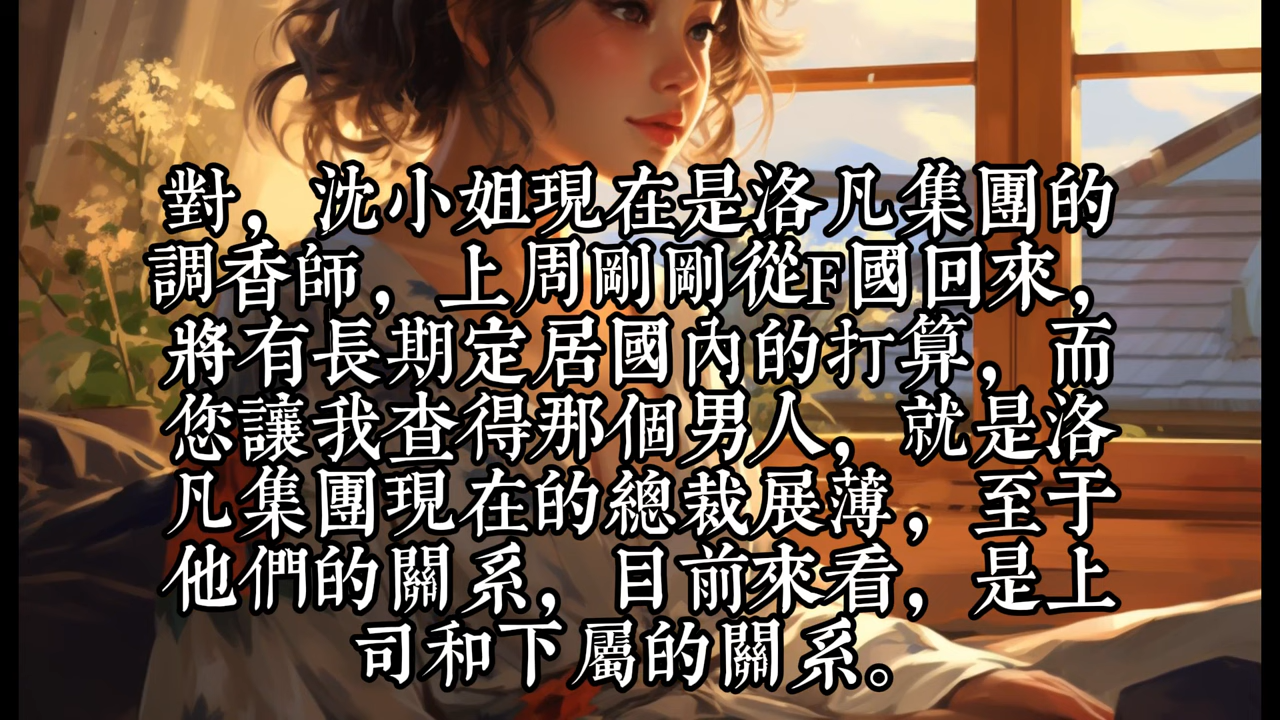 對，沈小姐現在是洛凡集團的
調香師，上周剛剛從F國回來，
將有長期定居國內的打算，而
您讓我查得那個男人，就是洛
凡集團現在的總裁展薄，至于
他們的關系，目前來看，是上
司和下屬的關系。